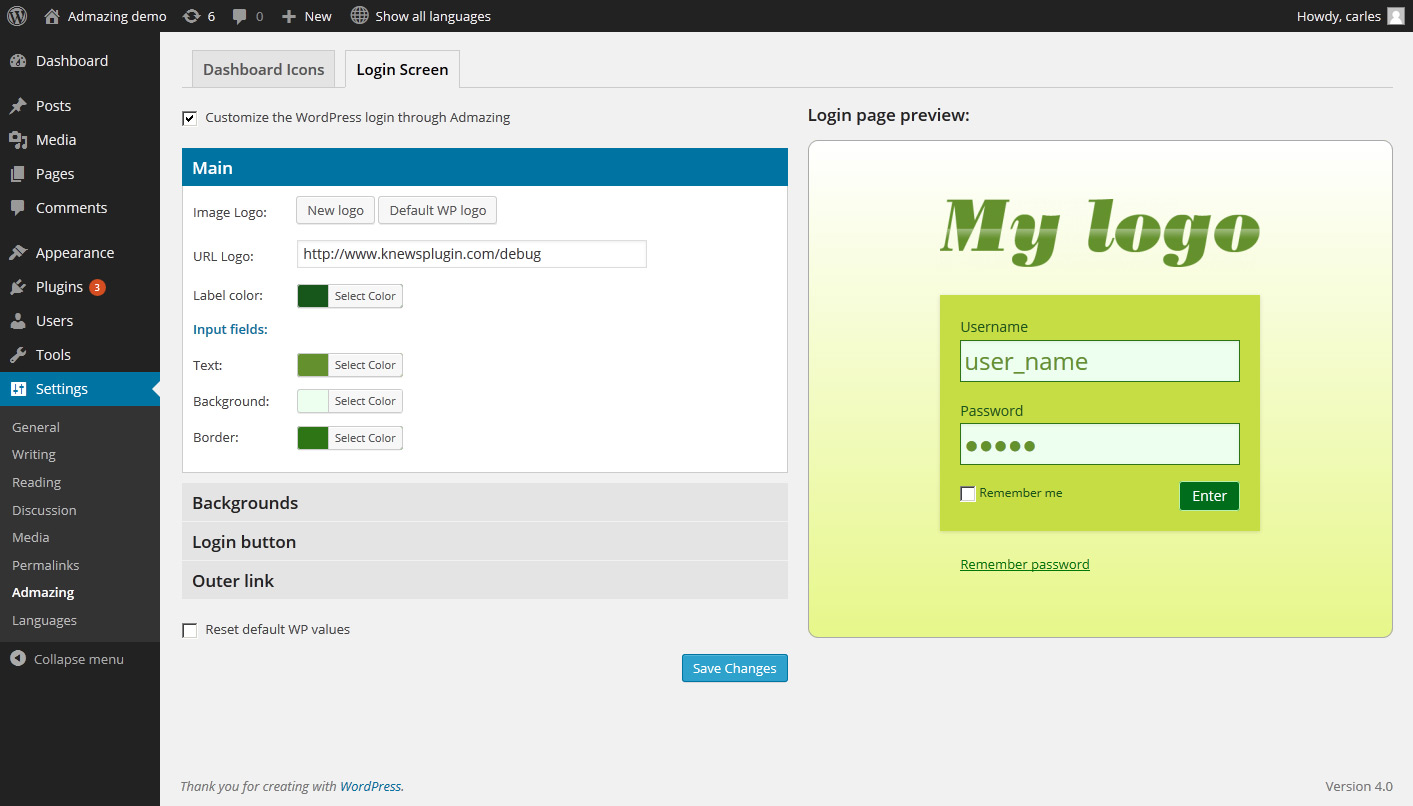 Admazing demo 6 0 New Show all languages Howdy, carles
Dashboard
Posts
Media
Pages
Comments
Appearance
Plugins 3
Users
Tools
Settings
General
Writing
Reading
Discussion
Media
Permalinks
Admazing
Languages
Collapse menu
Dashboard Icons Login Screen
Customize the WordPress login through Admazing
Main
Image Logo: New logo Default WP logo
URL Logo: http://www.knewsplugin.com/debug
Label color: Select Color
Input fields:
Text: Select Color
Background: Select Color
Border: Select Color
Backgrounds
Login button
Outer link
Reset default WP values
Save Changes
Login page preview:
My logo
Username
user_name
Password
Remember me Enter
Remember password
Thank you for creating with WordPress. Version 4.0